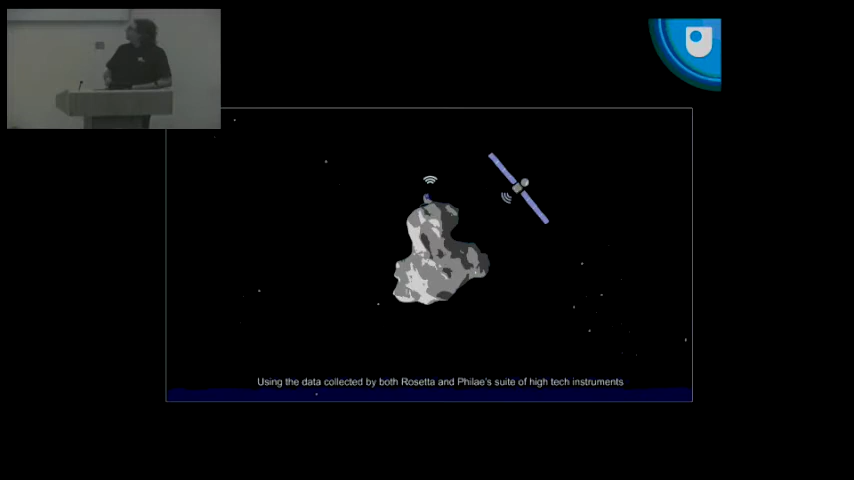 Using the data collected by both Rosetta and Philae's suite of high tech instruments